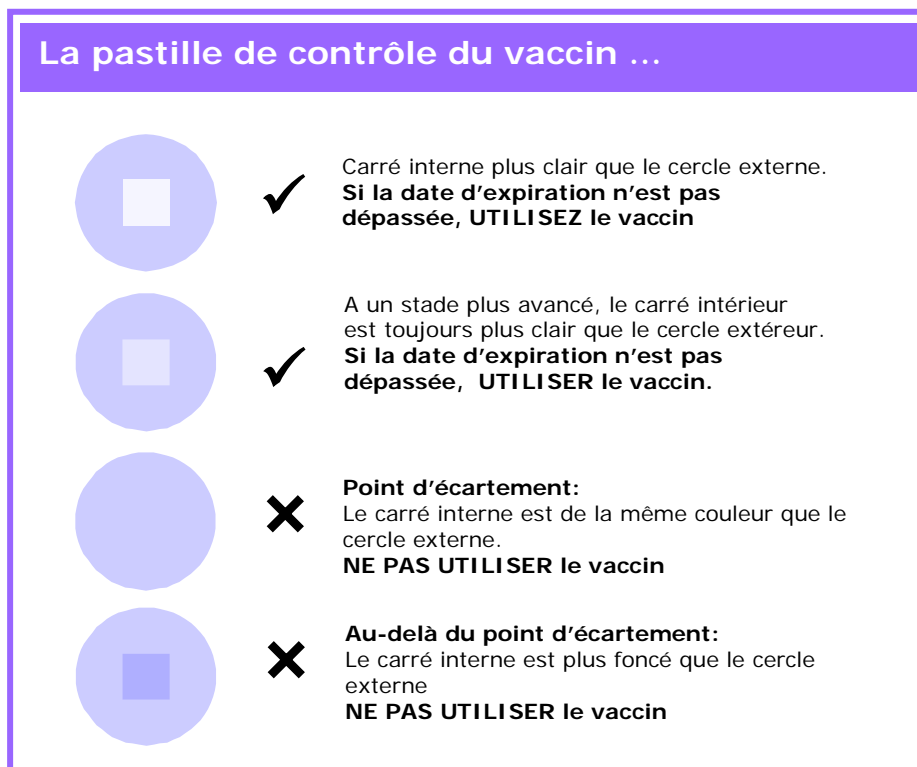 La pastille de contrôle du vaccin ...
Carré interne plus clair que le cercle externe.
Si la date d'expiration n'est pas
dépassée, UTILISEZ le vaccin
A un stade plus avancé, le carré intérieur
est toujours plus clair que le cercle extéreur.
Si la date d'expiration n'est pas
dépassée, UTILISER le vaccin.
Point d'écartement:
Le carré interne est de la même couleur que le
cercle externe.
NE PAS UTILISER le vaccin
Au-delà du point d'écartement:
Le carré interne est plus foncé que le cercle
externe
NE PAS UTILISER le vaccin